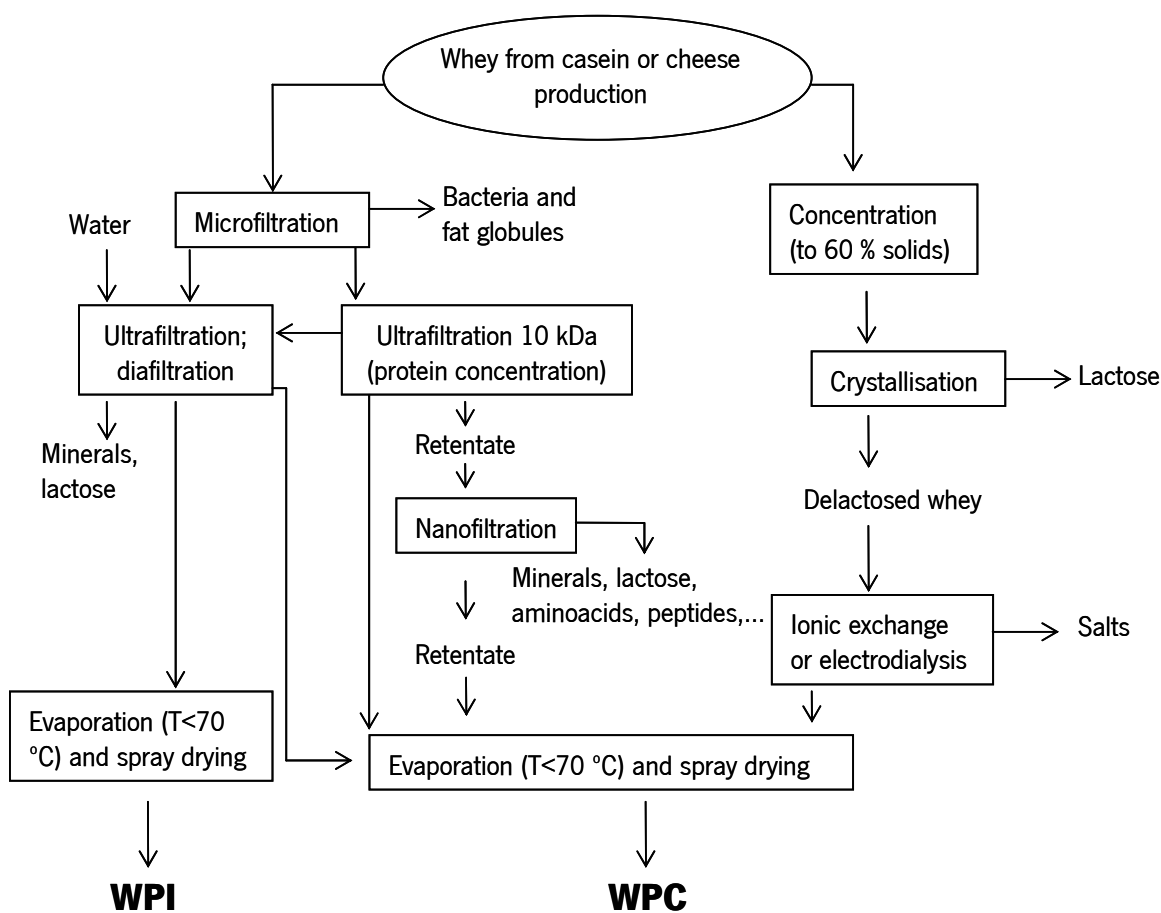 Whey from casein or cheese
production
Water
Microfiltration
Bacteria and
fat globules
Concentration
(to 60 % solids)
Ultrafiltration;
diafiltration
Ultrafiltration 10 kDa
(protein concentration)
Crystallisation
Lactose
Minerals,
lactose
Retentate
Nanofiltration
Delactosed whey
Minerals, lactose,
aminoacids, peptides,...
Ionic exchange
or electrodialysis
Salts
Retentate
Evaporation (T<70
ºC) and spray drying
Evaporation (T<70 ºC) and spray drying
WPI
WPC